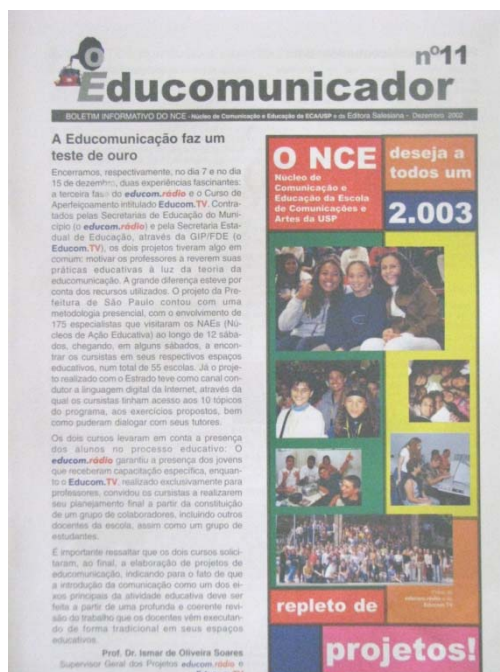 nº11
O
Educomunicador
BOLETIM INFORMATIVO DO NCE - Núcleo de Comunicação e Educação da ECA/USP e da Editora Salesiana - Dezembro 2002
A Educomunicação faz um
teste de ouro
Encerramos, respectivamente, no dia 7 e no dia
15 de dezembro, duas experiências fascinantes:
a terceira fase do educom.rádio e o Curso de
Aperfeiçoamento intitulado Educom.TV. Contra-
tados pelas Secretarias de Educação do Muni-
cípio (o educom.rádio) e pela Secretaria Esta-
dual de Educação, através da GIP/FDE (o
Educom.TV), os dois projetos tiveram algo em
comum: motivar os professores a reverem suas
práticas educativas à luz da teoria da
educomunicação. A grande diferença esteve por
conta dos recursos utilizados. O projeto da Pre-
feitura de São Paulo contou com uma
metodologia presencial, com o envolvimento de
175 especialistas que visitaram os NAEs (Nú-
cleos de Ação Educativa) ao longo de 12 sába-
dos, chegando, em alguns sábados, a encon-
trar os cursistas em seus respectivos espaços
educativos, num total de 55 escolas. Já o proje-
to realizado com o Estrado teve como canal con-
dutor a linguagem digital da Internet, através da
qual os cursistas tinham acesso aos 10 tópicos
do programa, aos exercícios propostos, bem
como puderam dialogar com seus tutores.
Os dois cursos levaram em conta a presença
dos alunos no processo educativo: O
educom.rádio garantiu a presença dos jovens
que receberam capacitação específica, enquan-
to o Educom.TV, realizado exclusivamente para
professores, convidou os cursistas a realizarem
seu planejamento final a partir da constituição
de um grupo de colaboradores, incluindo outros
docentes da escola, assim como um grupo de
estudantes.
É importante ressaltar que os dois cursos solici-
taram, ao final, a elaboração de projetos de
educomunicação, indicando para o fato de que
a introdução da comunicação como um dos ei-
xos principais da atividade educativa deve ser
feita a partir de uma profunda e coerente revi-
são do trabalho que os docentes vêm executan-
do de forma tradicional em seus espaços
educativos.
Prof. Dr. Ismar de Oliveira Soares
Supervisor Geral dos Projetos educom.rádio e
O NCE
Núcleo de
Comunicação e
Educação da Escola
de Comunicações e
Artes da USP
deseja a
todos um
2.003
educom.rádio e do
Educom.TV
repleto de
projetos!